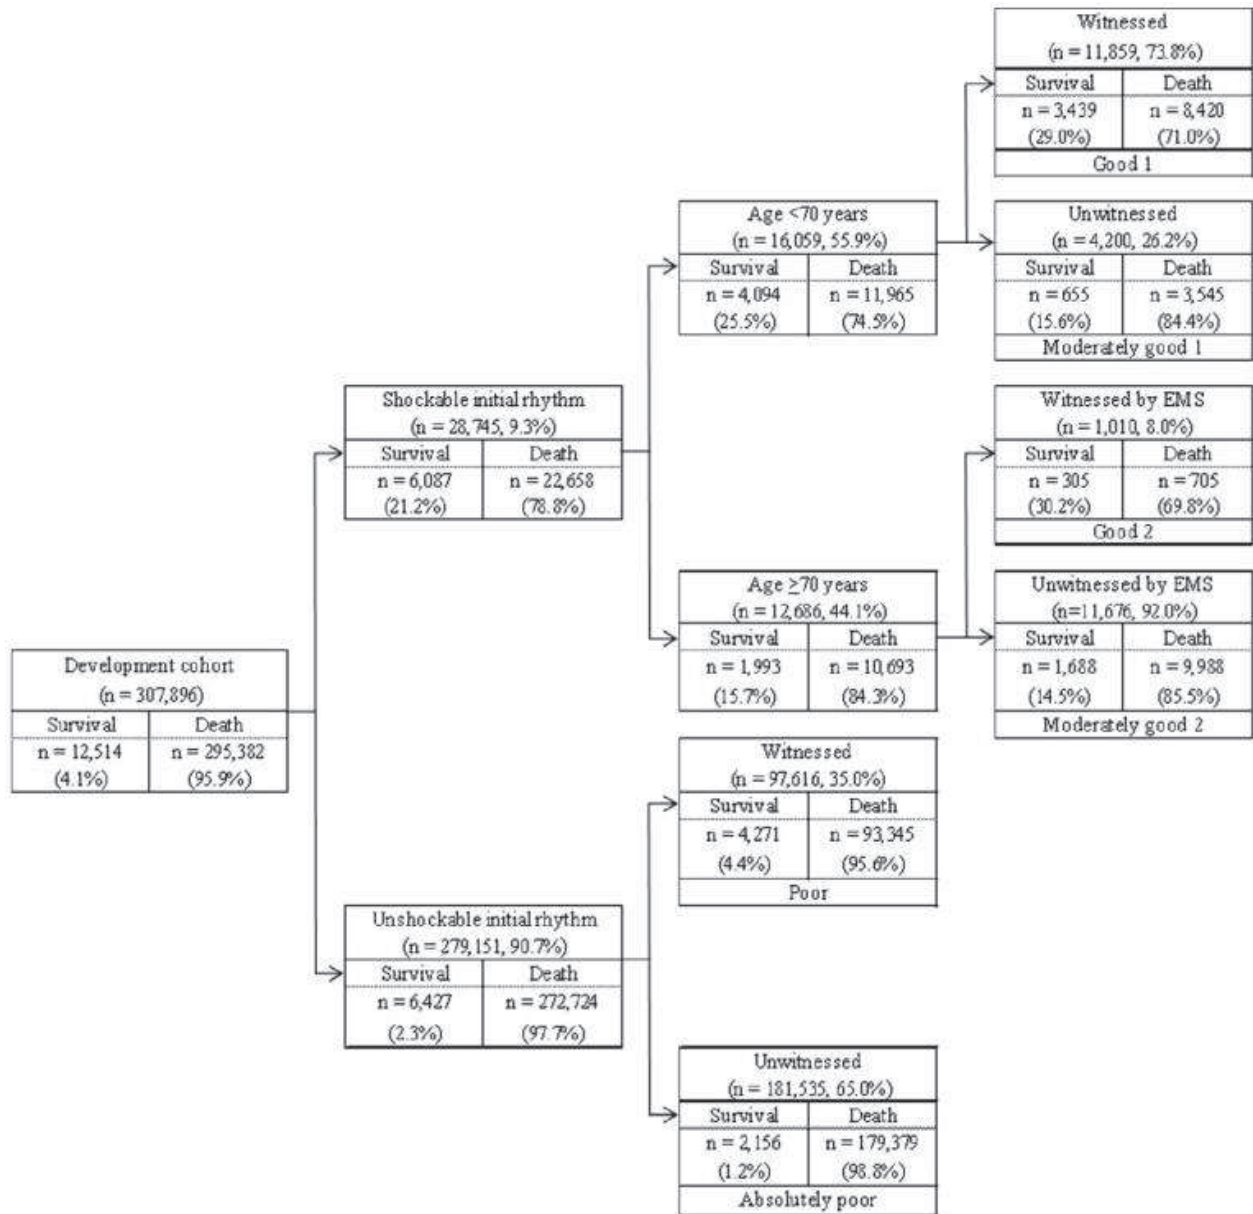 Development cohort
(n = 307,896)
Survival Death
n = 12,514 n = 295,382
(4.1%) (95.9%)
Shockable initial rhythm
(n = 28,745, 9.3%)
Survival Death
n = 6,087 n = 22,658
(21.2%) (78.8%)
Age <70 years
(n = 16,059, 55.9%)
Survival Death
n = 4,094 n = 11,965
(25.5%) (74.5%)
Witnessed
(n = 11,859, 73.8%)
Survival Death
n = 3,439 n = 8,420
(29.0%) (71.0%)
Good 1
Unwitnessed
(n = 4,200, 26.2%)
Survival Death
n = 655 n = 3,545
(15.6%) (84.4%)
Moderately good 1
Age ≥70 years
(n = 12,686, 44.1%)
Survival Death
n = 1,993 n = 10,693
(15.7%) (84.3%)
Witnessed by EMS
(n = 1,010, 8.0%)
Survival Death
n = 305 n = 705
(30.2%) (69.8%)
Good 2
Unwitnessed by EMS
(n=11,676, 92.0%)
Survival Death
n = 1,688 n = 9,988
(14.5%) (85.5%)
Moderately good 2
Unshockable initial rhythm
(n = 279,151, 90.7%)
Survival Death
n = 6,427 n = 272,724
(2.3%) (97.7%)
Witnessed
(n = 97,616, 35.0%)
Survival Death
n = 4,271 n = 93,345
(4.4%) (95.6%)
Poor
Unwitnessed
(n = 181,535, 65.0%)
Survival Death
n = 2,156 n = 179,379
(1.2%) (98.8%)
Absolutely poor